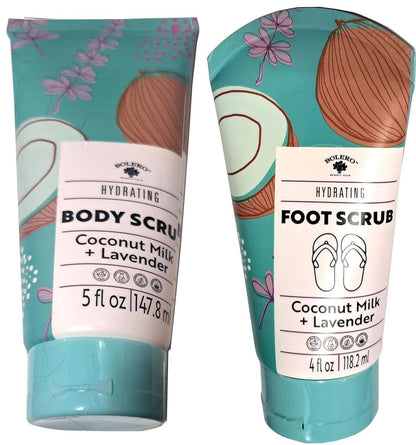 BOLERO
HYDRATING
BODY SCRU
Coconut Milk
+ Lavender
5 fl oz 147.8 ml
BOLERO
HYDRATING
FOOT SCRUB
Coconut Milk
+ Lavender
4 fl oz 118.2 ml